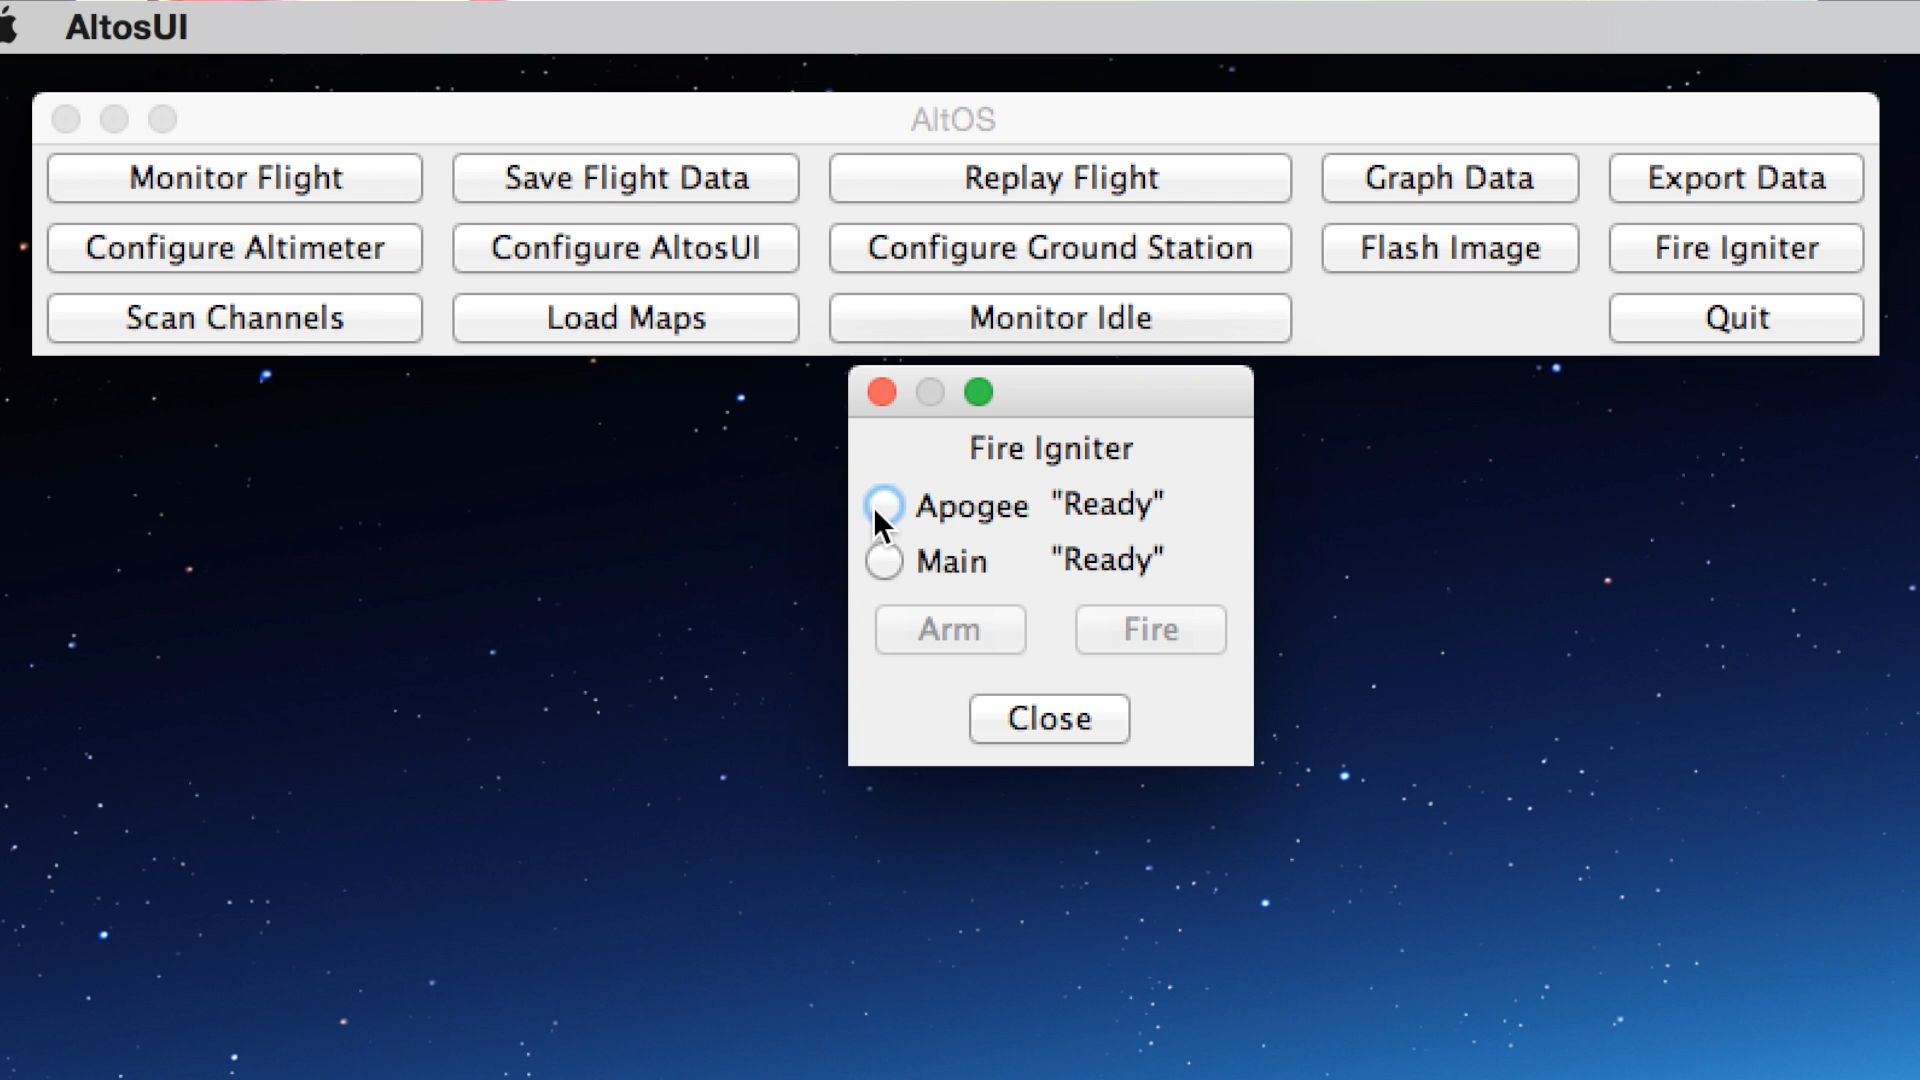 AltosUI
AltOS
Monitor Flight Save Flight Data Replay Flight Graph Data Export Data
Configure Altimeter Configure AltosUI Configure Ground Station Flash Image Fire Igniter
Scan Channels Load Maps Monitor Idle Quit
Fire Igniter
Apogee "Ready"
Main "Ready"
Arm Fire
Close